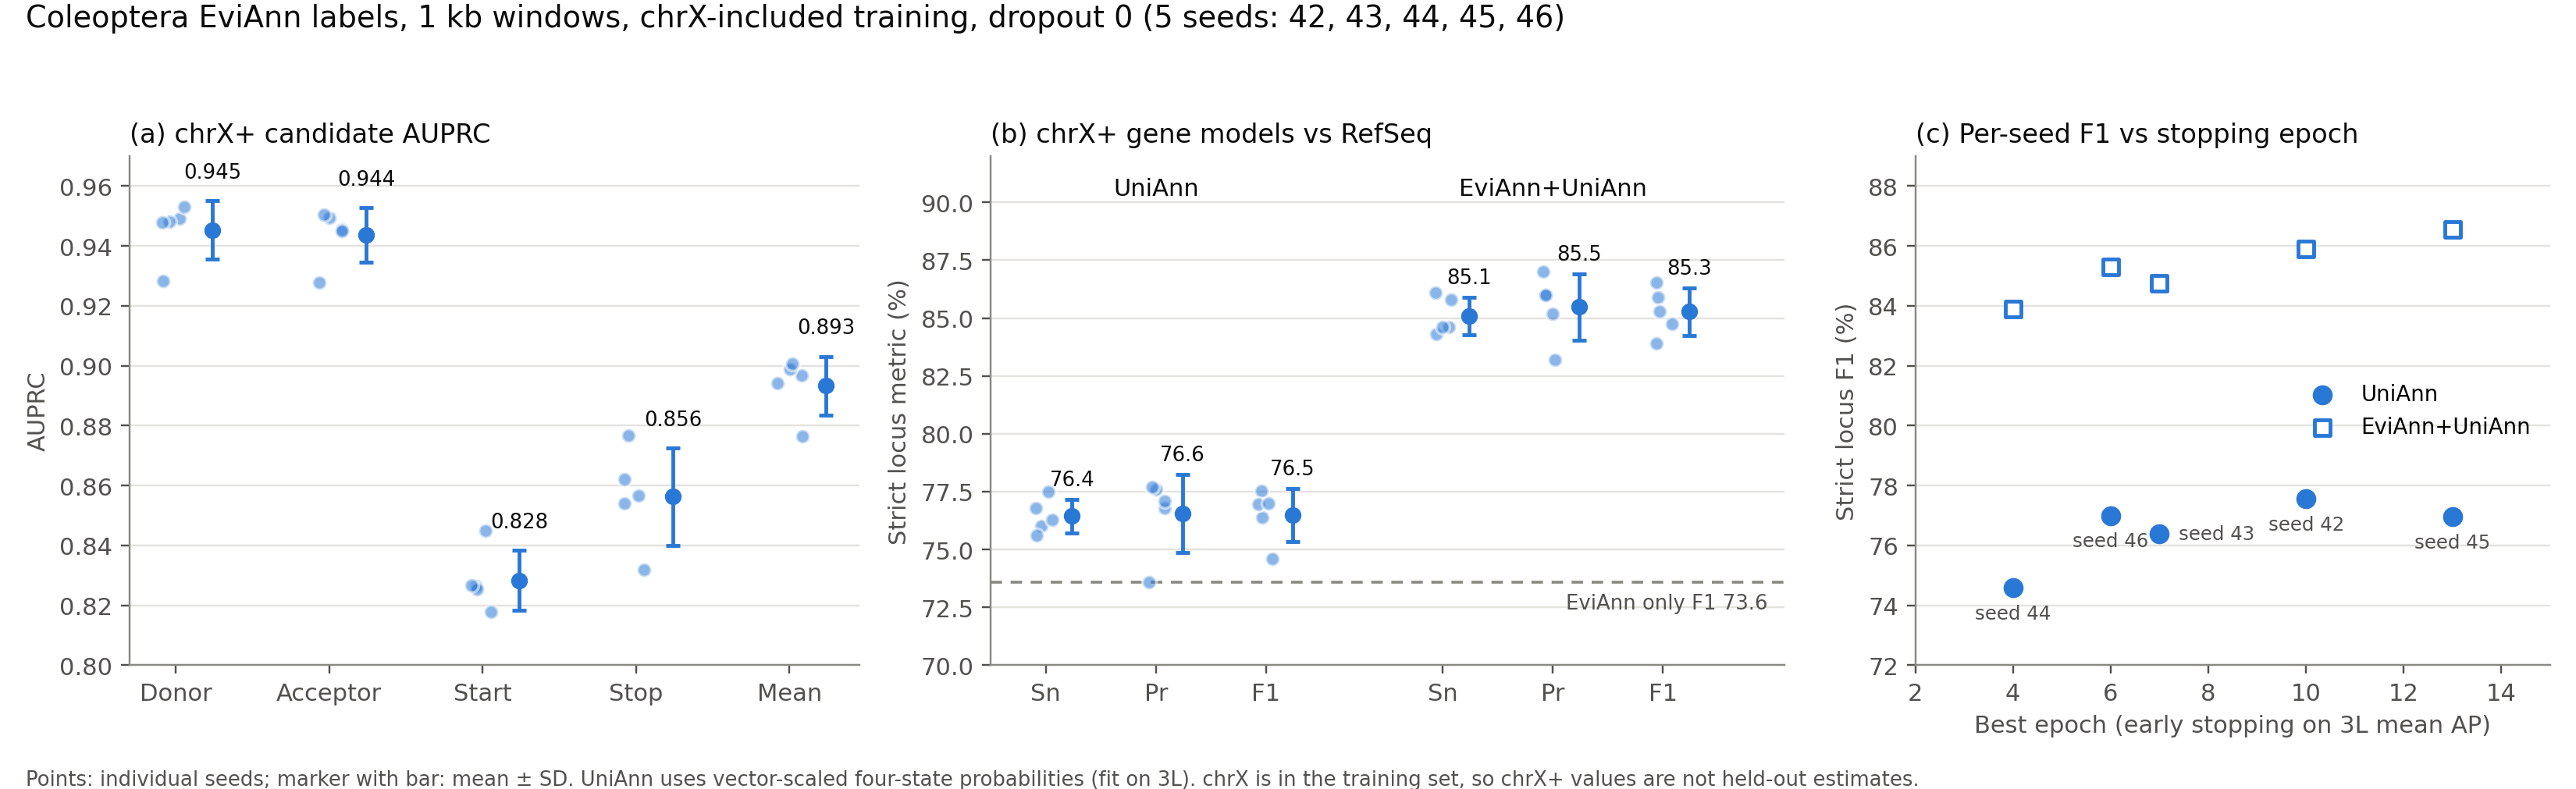 Coleoptera EviAnn labels, 1 kb windows, chrX-included training, dropout 0 (5 seeds: 42, 43, 44, 45, 46)
(a) chrX+ candidate AUPRC
AUPRC
0.96
0.94
0.92
0.90
0.88
0.86
0.84
0.82
0.80
0.945
0.944
0.828
0.856
0.893
Donor
Acceptor
Start
Stop
Mean
(b) chrX+ gene models vs RefSeq
Strict locus metric (%)
90.0
87.5
85.0
82.5
80.0
77.5
75.0
72.5
70.0
UniAnn
EviAnn+UniAnn
76.4
76.6
76.5
85.1
85.5
85.3
EviAnn only F1 73.6
Sn
Pr
F1
Sn
Pr
F1
(c) Per-seed F1 vs stopping epoch
Strict locus F1 (%)
88
86
84
82
80
78
76
74
72
UniAnn
EviAnn+UniAnn
seed 44
seed 46
seed 43
seed 42
seed 45
2
4
6
8
10
12
14
Best epoch (early stopping on 3L mean AP)
Points: individual seeds; marker with bar: mean ± SD. UniAnn uses vector-scaled four-state probabilities (fit on 3L). chrX is in the training set, so chrX+ values are not held-out estimates.